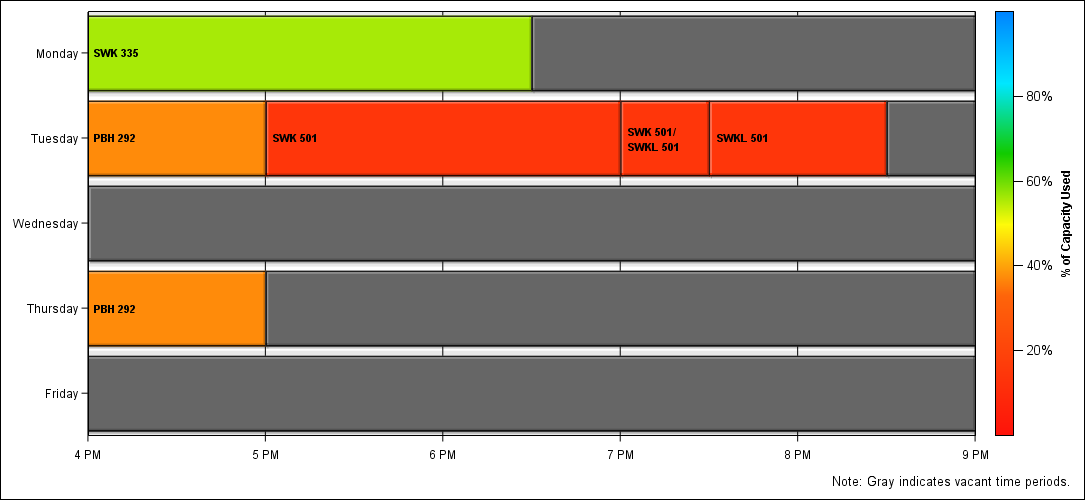 Monday
SWK 335
Tuesday
PBH 292
SWK 501
SWK 501/
SWKL 501
SWKL 501
Wednesday
Thursday
PBH 292
Friday
4 PM
5 PM
6 PM
7 PM
8 PM
9 PM
80%
60%
40%
20%
% of Capacity Used
Note: Gray indicates vacant time periods.